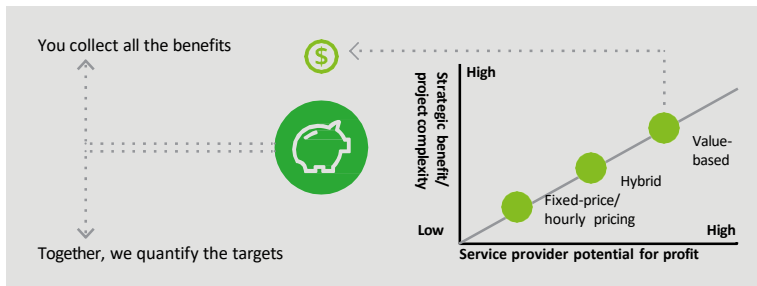 You collect all the benefits
$
Together, we quantify the targets
Strategic benefit/
project complexity
High
Value-
based
Hybrid
Fixed-price/
hourly pricing
Low
High
Service provider potential for profit